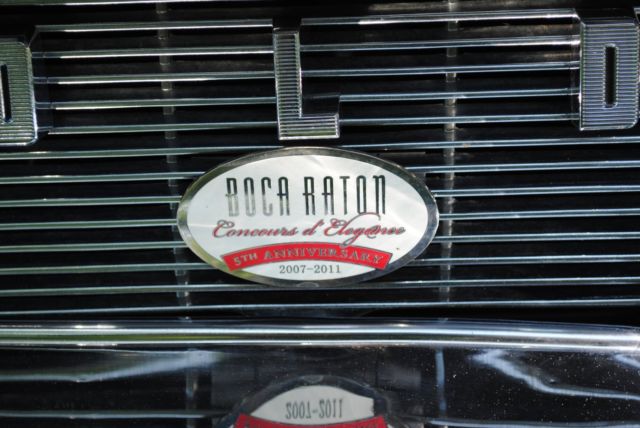 O L D
BOCA RATON
Concours d'Elegance
5TH ANNIVERSARY
2007-2011